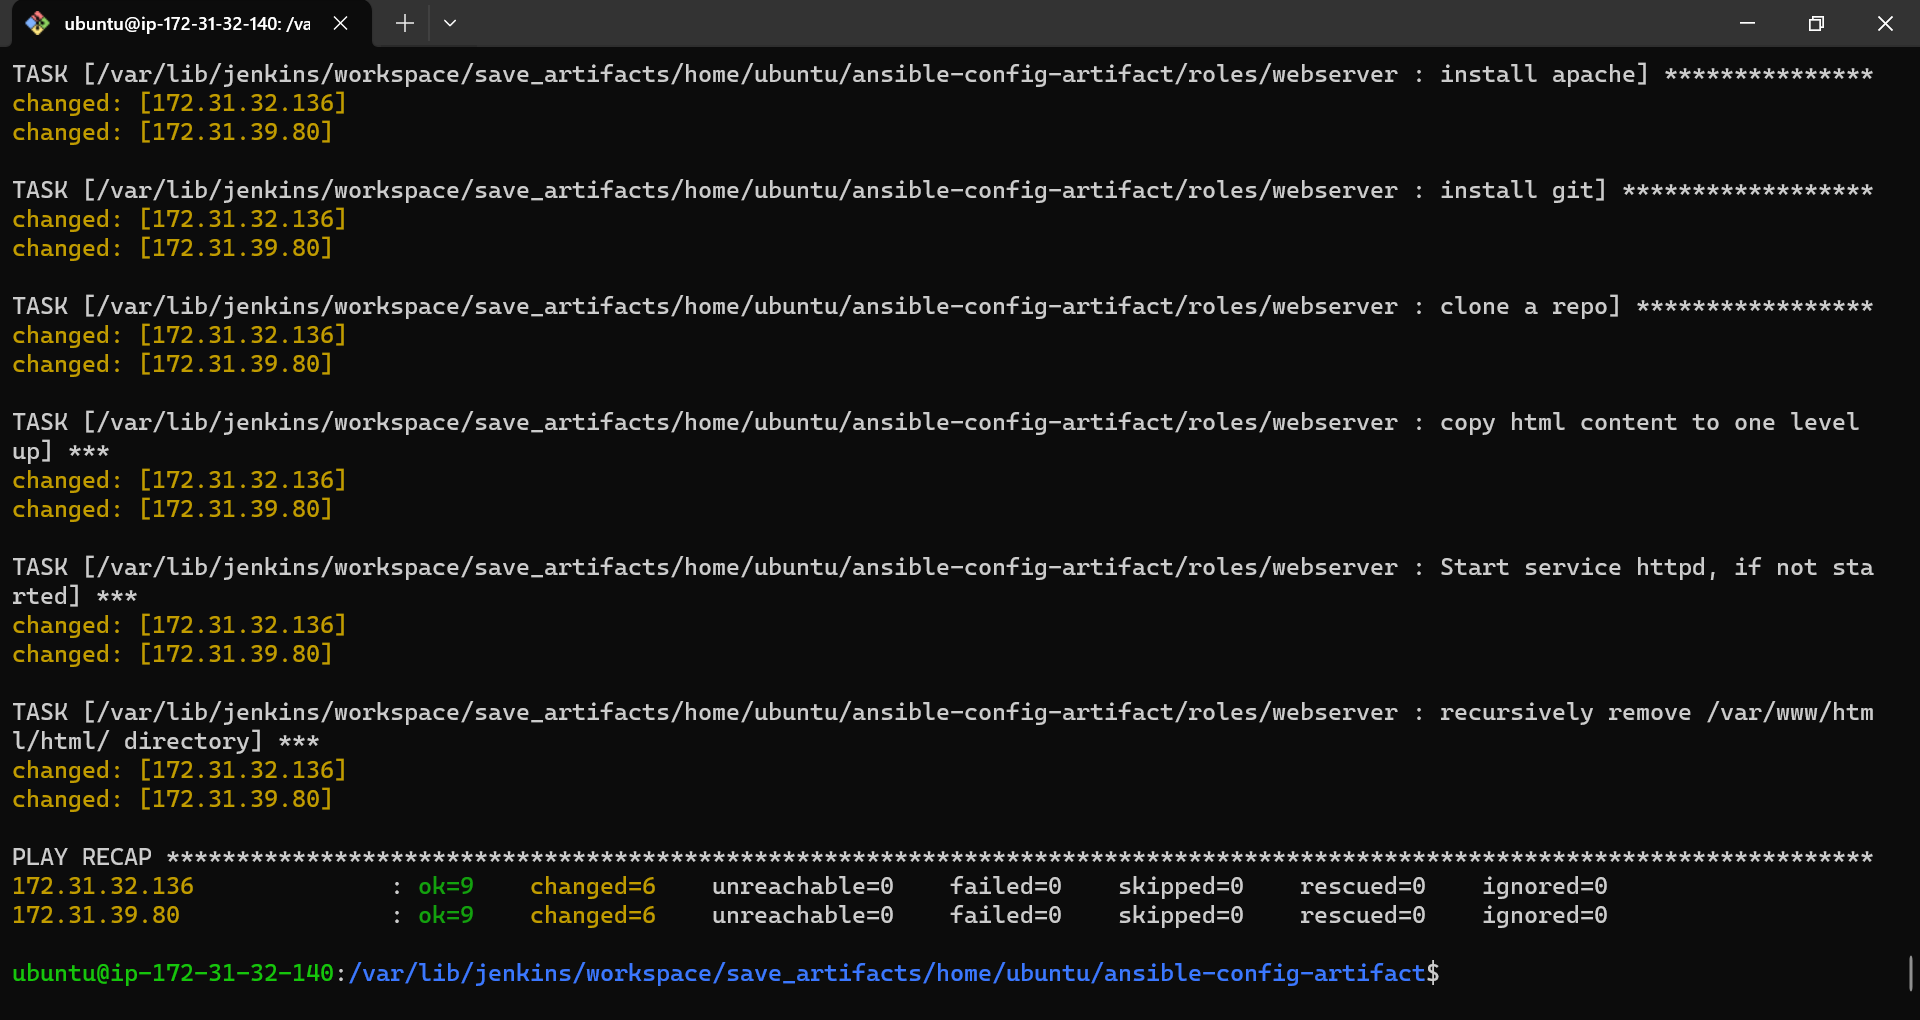 ubuntu@ip-172-31-32-140: /va
TASK [/var/lib/jenkins/workspace/save_artifacts/home/ubuntu/ansible-config-artifact/roles/webserver : install apache] ***************
changed: [172.31.32.136]
changed: [172.31.39.80]
TASK [/var/lib/jenkins/workspace/save_artifacts/home/ubuntu/ansible-config-artifact/roles/webserver : install git] ******************
changed: [172.31.32.136]
changed: [172.31.39.80]
TASK [/var/lib/jenkins/workspace/save_artifacts/home/ubuntu/ansible-config-artifact/roles/webserver : clone a repo] *****************
changed: [172.31.32.136]
changed: [172.31.39.80]
TASK [/var/lib/jenkins/workspace/save_artifacts/home/ubuntu/ansible-config-artifact/roles/webserver : copy html content to one level
up] ***
changed: [172.31.32.136]
changed: [172.31.39.80]
TASK [/var/lib/jenkins/workspace/save_artifacts/home/ubuntu/ansible-config-artifact/roles/webserver : Start service httpd, if not sta
rted] ***
changed: [172.31.32.136]
changed: [172.31.39.80]
TASK [/var/lib/jenkins/workspace/save_artifacts/home/ubuntu/ansible-config-artifact/roles/webserver : recursively remove /var/www/htm
l/html/ directory] ***
changed: [172.31.32.136]
changed: [172.31.39.80]
PLAY RECAP **************************************************************************************************************************
172.31.32.136 : ok=9 changed=6 unreachable=0 failed=0 skipped=0 rescued=0 ignored=0
172.31.39.80 : ok=9 changed=6 unreachable=0 failed=0 skipped=0 rescued=0 ignored=0
ubuntu@ip-172-31-32-140:/var/lib/jenkins/workspace/save_artifacts/home/ubuntu/ansible-config-artifact$